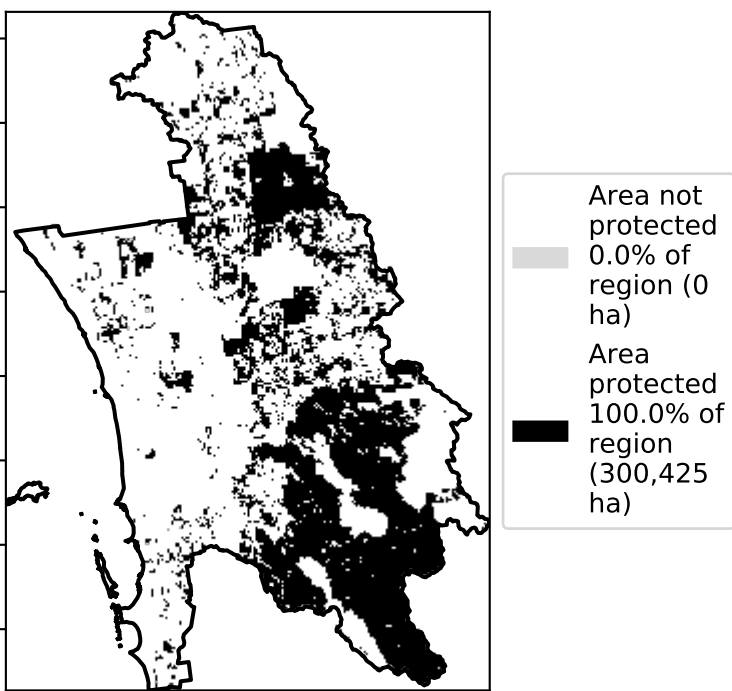 Area not
protected
0.0% of
region (0
ha)
Area
protected
100.0% of
region
(300,425
ha)